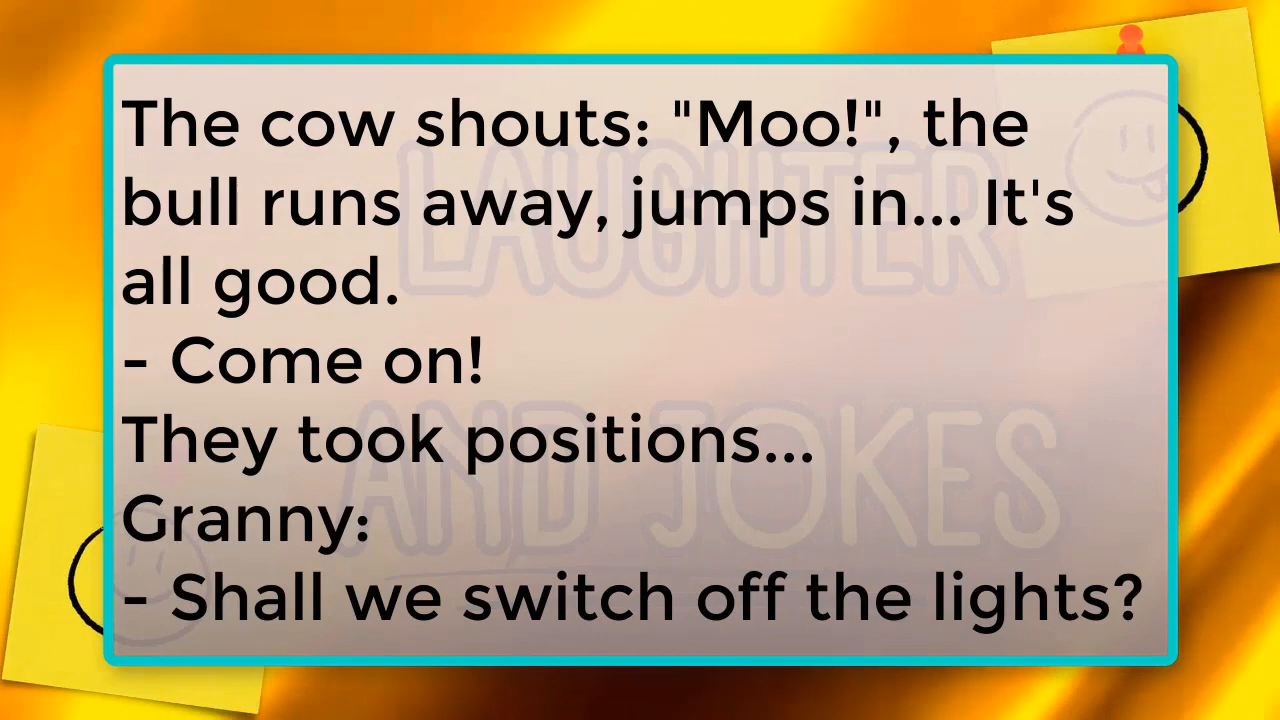 The cow shouts: "Moo!", the
bull runs away, jumps in... It's
all good.
- Come on!
They took positions...
Granny:
- Shall we switch off the lights?
LAUGHTER
AND JOKES